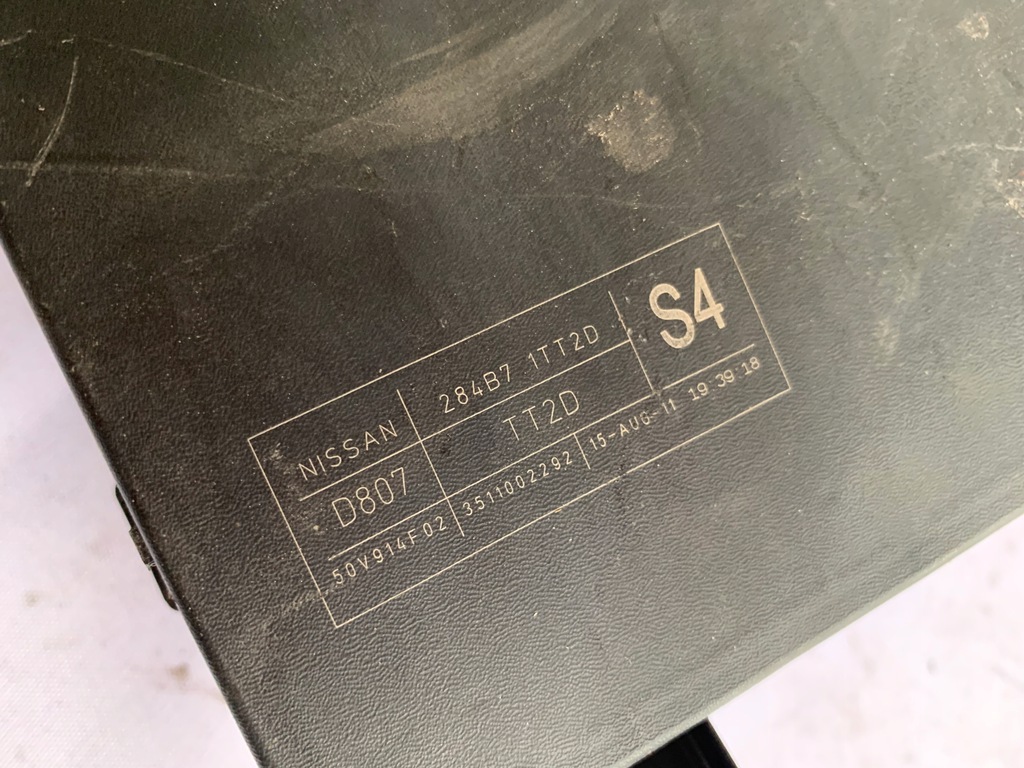 NISSAN 284B7 1TT2D S4
D807 TT2D
50V914F02 3511002292 15-AUG-11 19:39:18